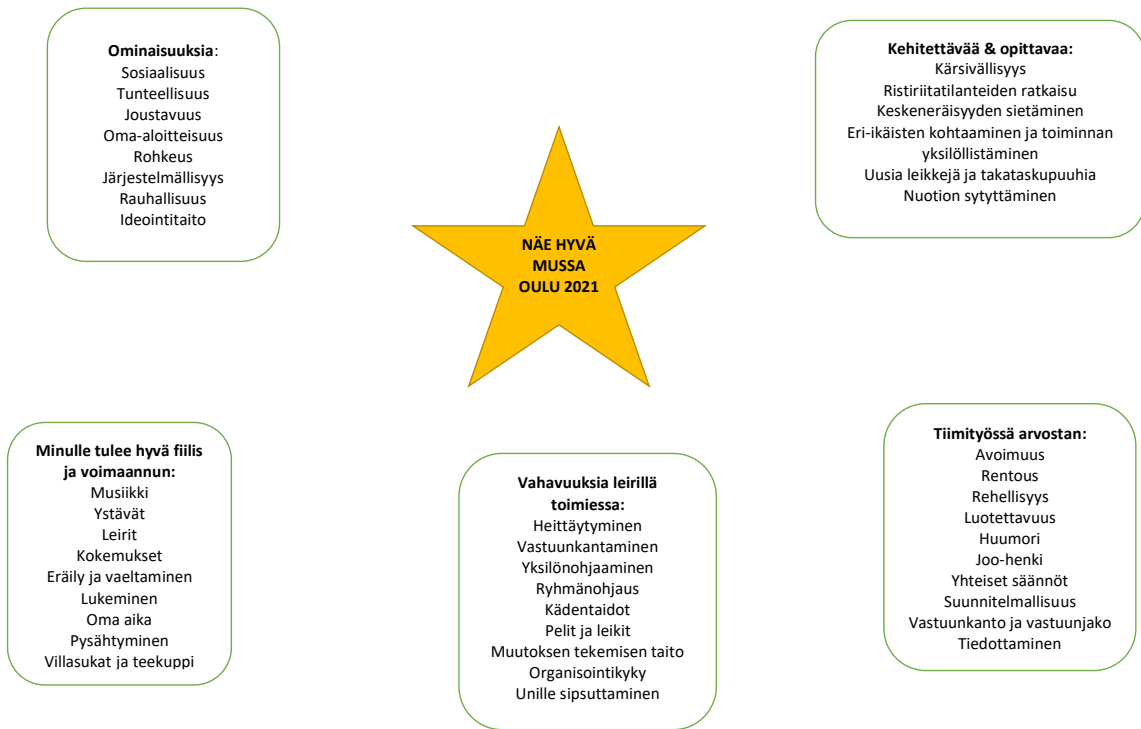 Ominaisuuksia:
Sosiaalisuus
Tunteellisuus
Joustavuus
Oma-aloitteisuus
Rohkeus
Järjestelmällisyys
Rauhallisuus
Ideointitaito
Kehitettävää & opittavaa:
Kärsivällisyys
Ristiriitatilanteiden ratkaisu
Keskeneräisyyden sietäminen
Eri-ikäisten kohtaaminen ja toiminnan
yksilöllistäminen
Uusia leikkejä ja takataskupuuhia
Nuotion sytyttäminen
NÄE HYVÄ
MUSSA
OULU 2021
Minulle tulee hyvä fiilis
ja voimaannun:
Musiikki
Ystävät
Leirit
Kokemukset
Eräily ja vaeltaminen
Lukeminen
Oma aika
Pysähtyminen
Villasukat ja teekuppi
Vahavuuksia leirillä
toimiessa:
Heittäytyminen
Vastuunkantaminen
Yksilönohjaaminen
Ryhmänohjaus
Kädentaidot
Pelit ja leikit
Muutoksen tekemisen taito
Organisointikyky
Unille sipsuttaminen
Tiimityössä arvostan:
Avoimuus
Rentous
Rehellisyys
Luotettavuus
Huumori
Joo-henki
Yhteiset säännöt
Suunnitelmallisuus
Vastuunkanto ja vastuunjako
Tiedottaminen